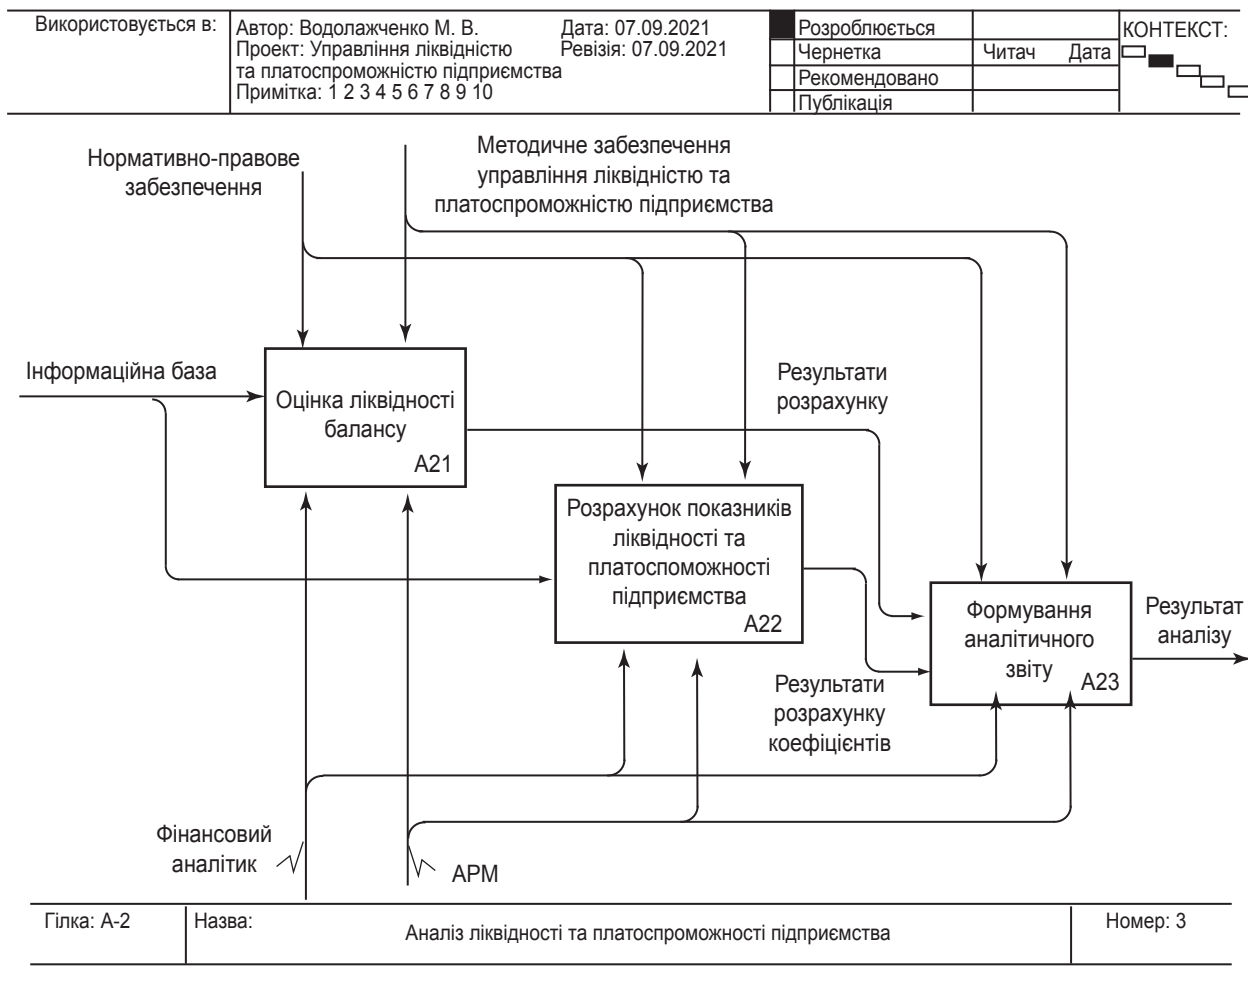 Використовується в:
Автор: Водолажченко М. В. Дата: 07.09.2021
Проект: Управління ліквідністю Ревізія: 07.09.2021
та платоспроможністю підприємства
Примітка: 1 2 3 4 5 6 7 8 9 10
Розроблюється
Чернетка Читач Дата
Рекомендовано
Публікація
КОНТЕКСТ:
Нормативно-правове
забезпечення
Методичне забезпечення
управління ліквідністю та
платоспроможністю підприємства
Інформаційна база
Оцінка ліквідності
балансу
А21
Результати
розрахунку
Розрахунок показників
ліквідності та
платоспоможності
підприємства
А22
Формування
аналітичного
звіту
А23
Результат
аналізу
Результати
розрахунку
коефіцієнтів
Фінансовий
аналітик
АРМ
Гілка: А-2
Назва:
Аналіз ліквідності та платоспроможності підприємства
Номер: 3